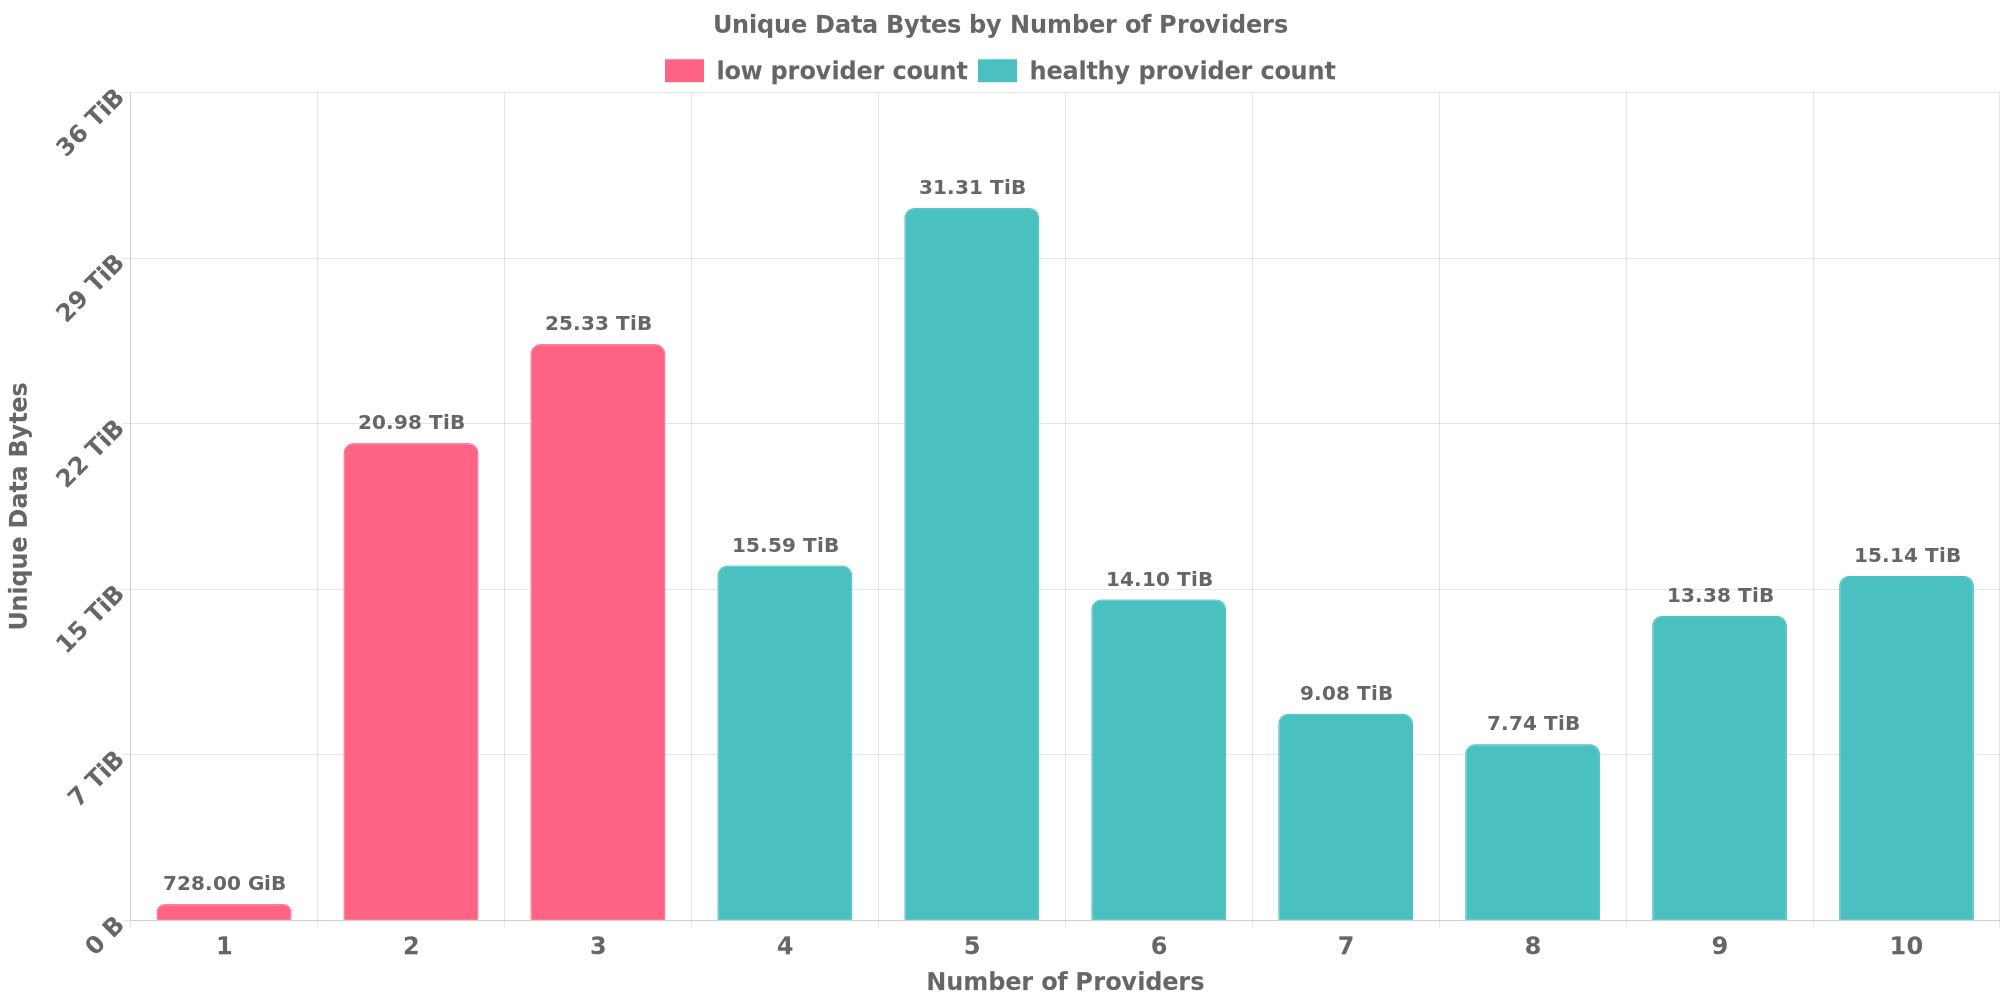 Unique Data Bytes by Number of Providers
low provider count healthy provider count
36 TiB
29 TiB
22 TiB
15 TiB
7 TiB
0 B
Unique Data Bytes
728.00 GiB
20.98 TiB
25.33 TiB
15.59 TiB
31.31 TiB
14.10 TiB
9.08 TiB
7.74 TiB
13.38 TiB
15.14 TiB
1 2 3 4 5 6 7 8 9 10
Number of Providers